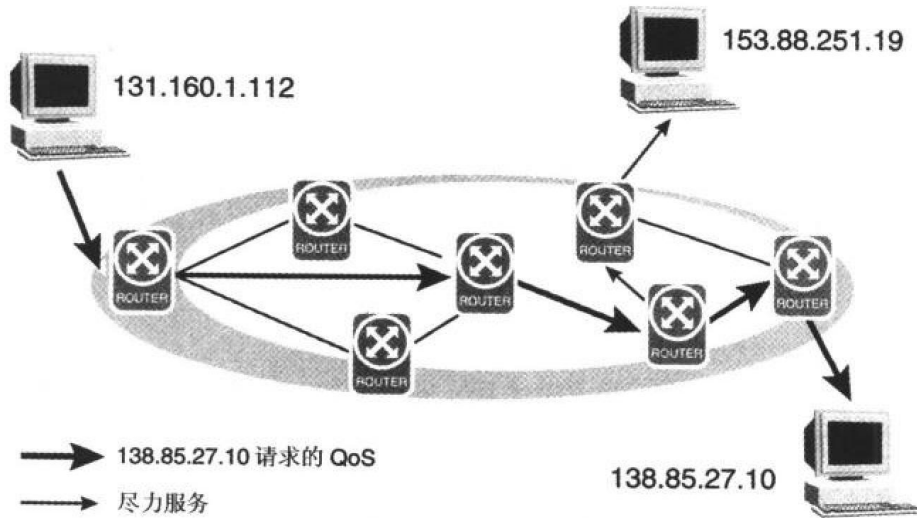 153.88.251.19
131.160.1.112
ROUTER
ROUTER
ROUTER
ROUTER
ROUTER
ROUTER
ROUTER
138.85.27.10 请求的 QoS
138.85.27.10
尽力服务